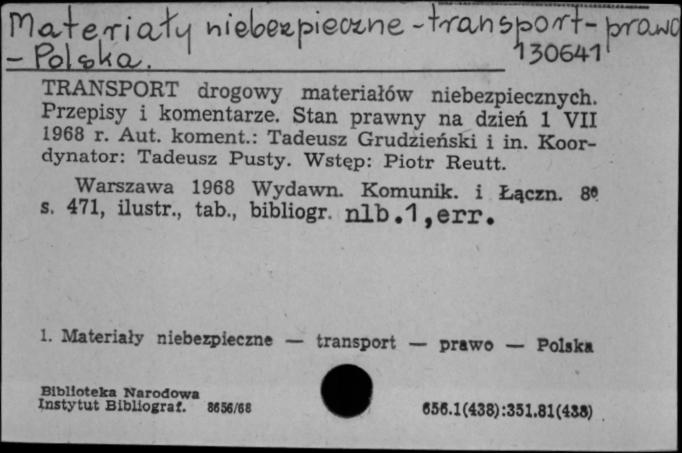 Materiały niebezpieczne - transport - prawo
- Polska.
130641
TRANSPORT drogowy materiałów niebezpiecznych.
Przepisy i komentarze. Stan prawny na dzień 1 VII
1968 r. Aut. koment.: Tadeusz Grudzieński i in. Koor-
dynator: Tadeusz Pusty. Wstęp: Piotr Reutt.
Warszawa 1968 Wydawn. Komunik. i Łączn. 8º
s. 471, ilustr., tab., bibliogr. nlb.1,err.
1. Materiały niebezpieczne — transport — prawo — Polska
Biblioteka Narodowa
Instytut Bibliograf. 8656/68
656.1(438):351.81(438)